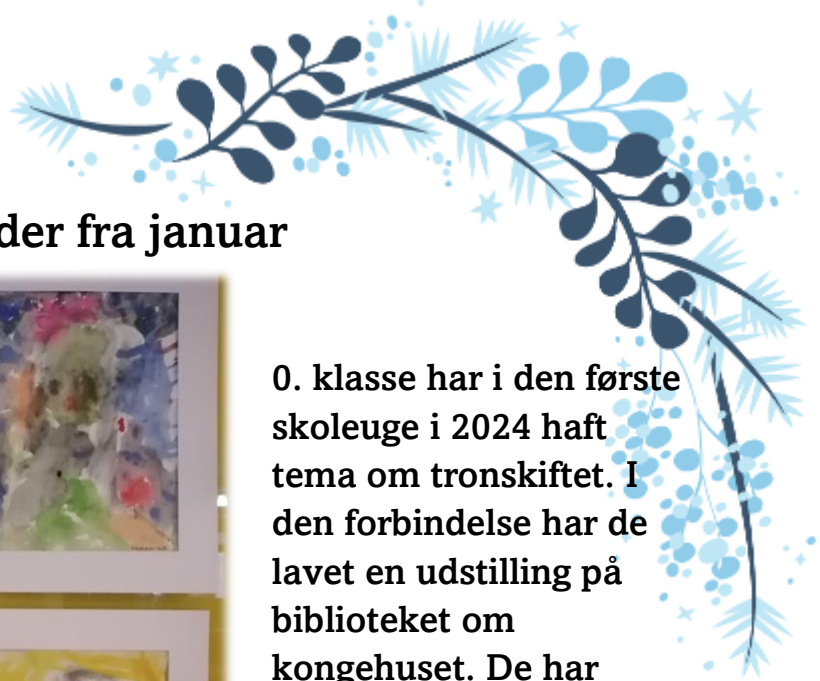 der fra januar
0. klasse har i den første
skoleuge i 2024 haft
tema om tronskiftet. I
den forbindelse har de
lavet en udstilling på
biblioteket om
kongehuset. De har